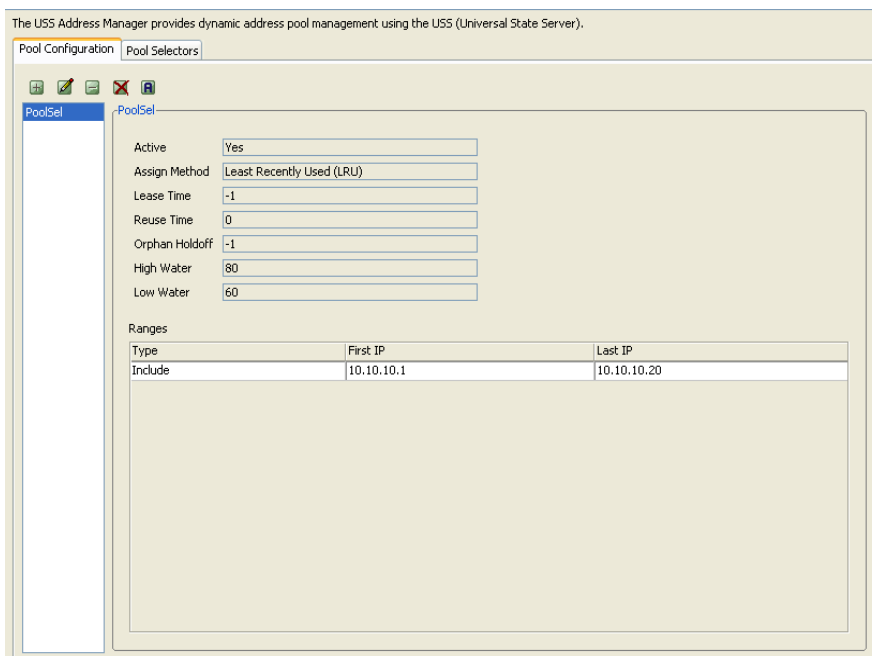 The USS Address Manager provides dynamic address pool management using the USS (Universal State Server).
Pool Configuration Pool Selectors
A
PoolSel
PoolSel
Active Yes
Assign Method Least Recently Used (LRU)
Lease Time -1
Reuse Time 0
Orphan Holdoff -1
High Water 80
Low Water 60
Ranges
Type First IP Last IP
Include 10.10.10.1 10.10.10.20